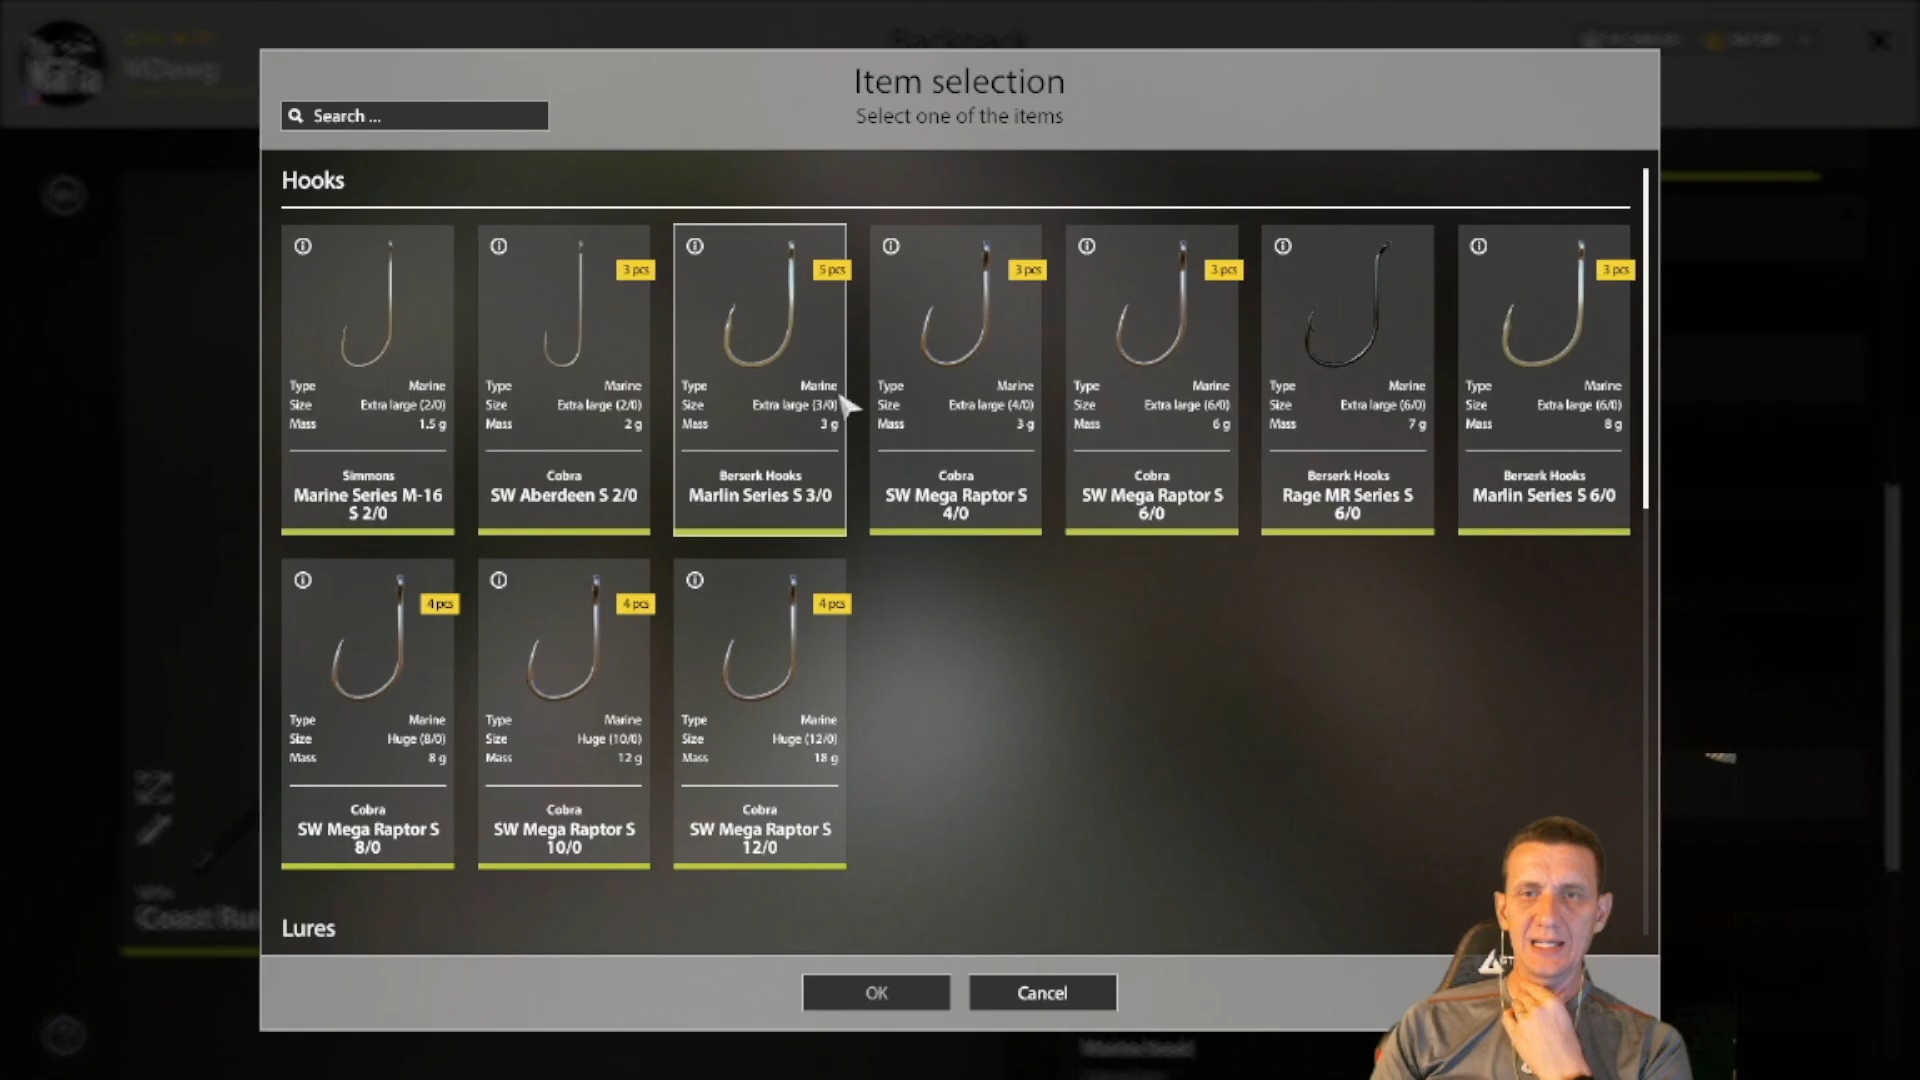 Item selection
Search ...
Select one of the items
Hooks
3 pcs
5 pcs
3 pcs
3 pcs
3 pcs
Type Marine
Size Extra large (2/0)
Mass 1.5 g
Simmons
Marine Series M-16
S 2/0
Type Marine
Size Extra large (2/0)
Mass 2 g
Cobra
SW Aberdeen S 2/0
Type Marine
Size Extra large (3/0)
Mass 3 g
Berserk Hooks
Marlin Series S 3/0
Type Marine
Size Extra large (4/0)
Mass 3 g
Cobra
SW Mega Raptor S
4/0
Type Marine
Size Extra large (6/0)
Mass 6 g
Cobra
SW Mega Raptor S
6/0
Type Marine
Size Extra large (6/0)
Mass 7 g
Berserk Hooks
Rage MR Series S
6/0
Type Marine
Size Extra large (6/0)
Mass 8 g
Berserk Hooks
Marlin Series S 6/0
4 pcs
4 pcs
4 pcs
Type Marine
Size Huge (8/0)
Mass 8 g
Cobra
SW Mega Raptor S
8/0
Type Marine
Size Huge (10/0)
Mass 12 g
Cobra
SW Mega Raptor S
10/0
Type Marine
Size Huge (12/0)
Mass 18 g
Cobra
SW Mega Raptor S
12/0
Lures
OK
Cancel